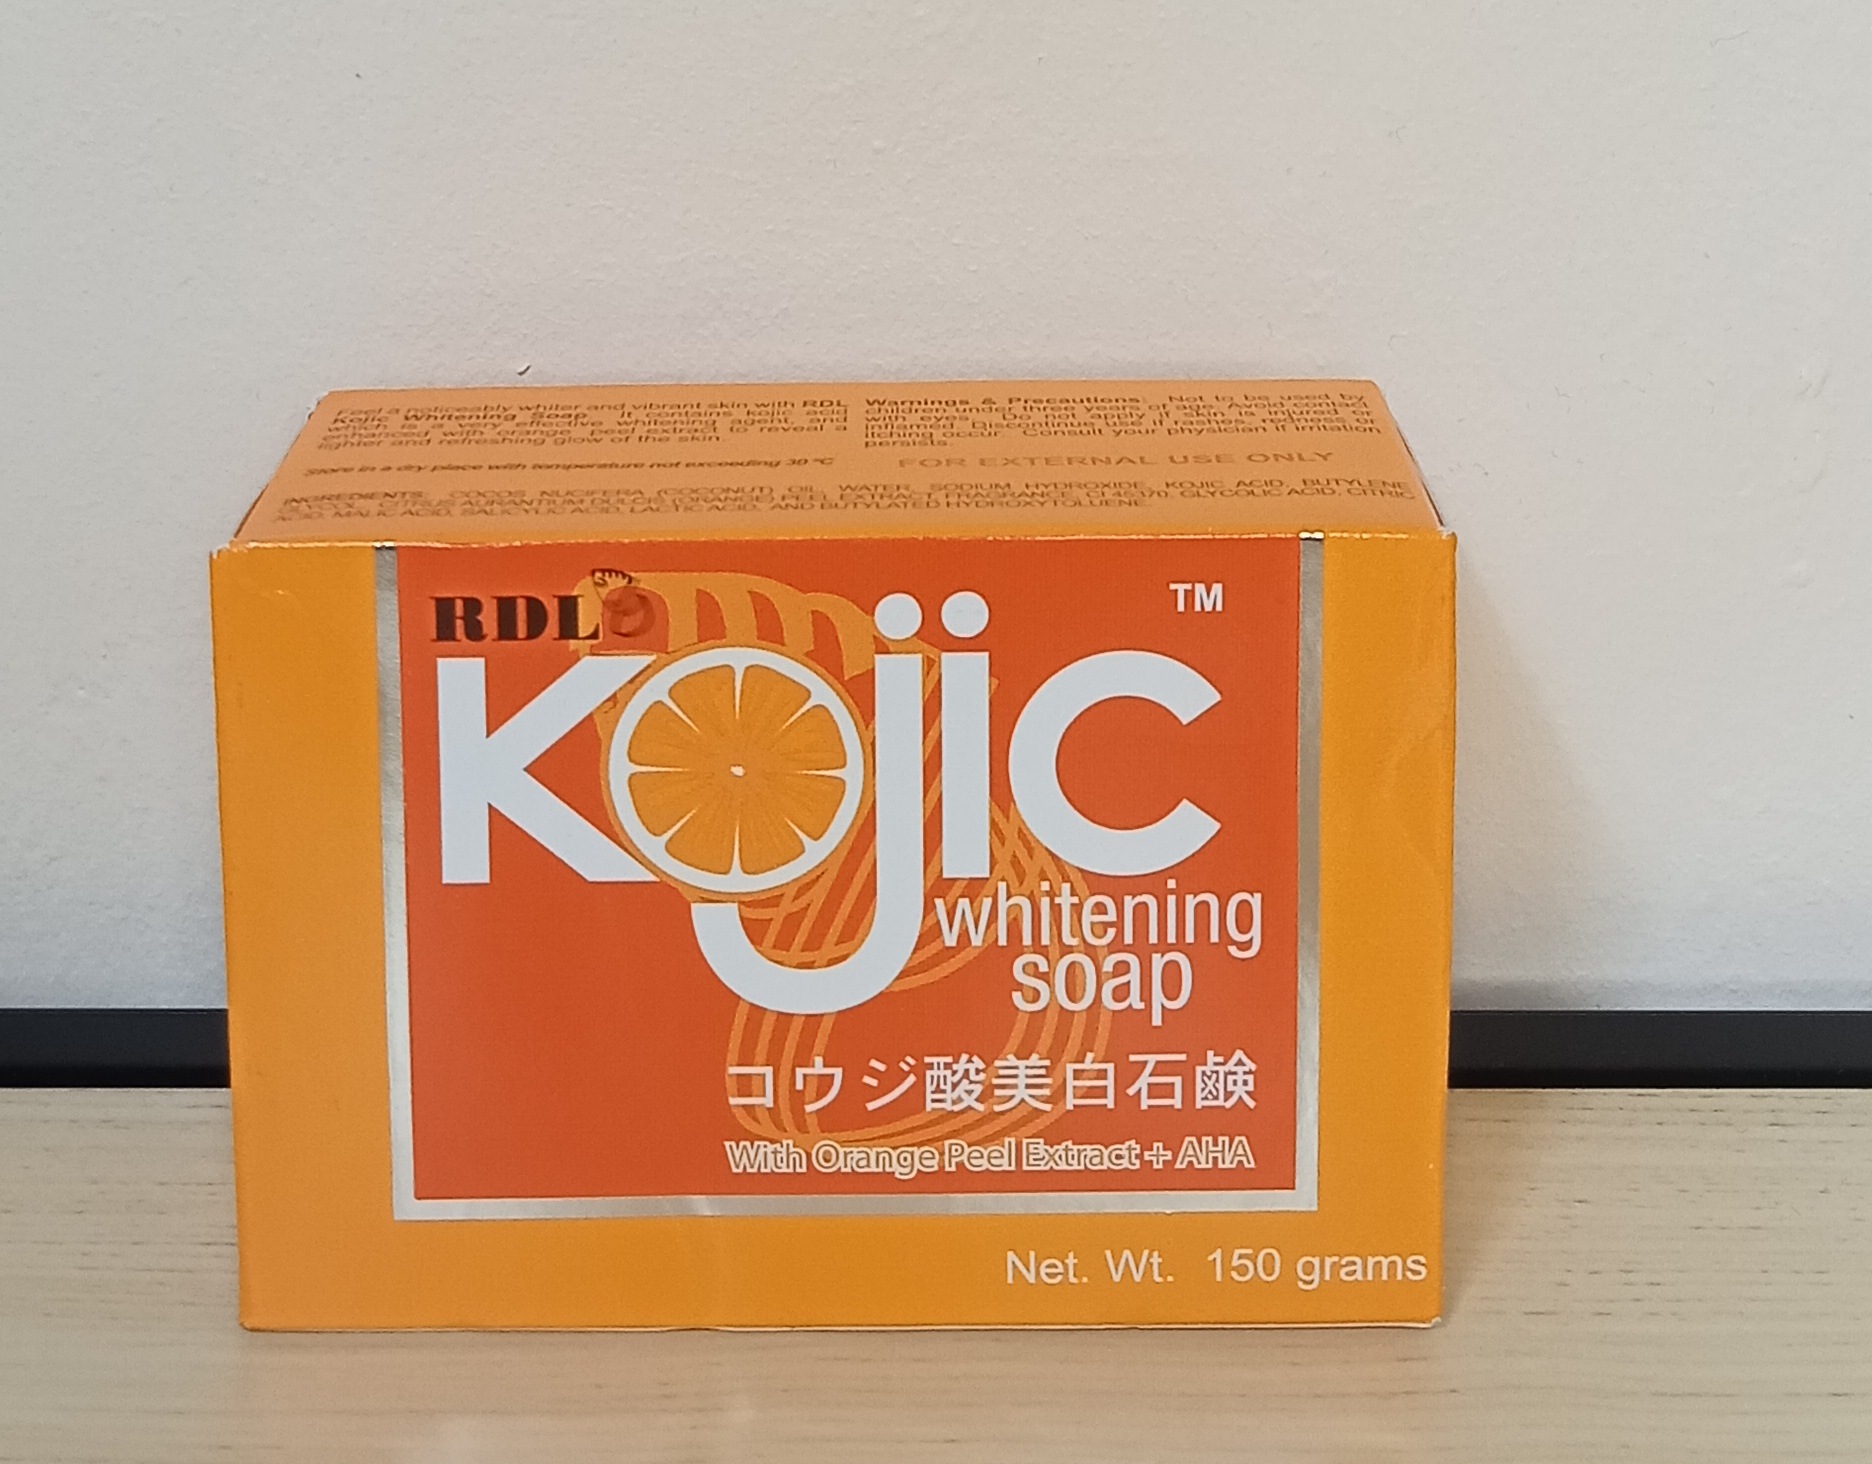 Feel a noticeably whiter and vibrant skin with RDL
Kojic Whitening Soap. It contains kojic acid
which is a very effective whitening agent, and
enhanced with orange peel extract to reveal a
lighter and refreshing glow of the skin.
Store in a dry place with temperature not exceeding 30 °C
Warnings & Precautions: Not to be used by
children under three years of age. Avoid contact
with eyes. Do not apply if skin is injured or
inflamed. Discontinue use if rashes, redness or
itching occur. Consult your physician if irritation
persists.
FOR EXTERNAL USE ONLY
INGREDIENTS: COCOS NUCIFERA (COCONUT) OIL, WATER, SODIUM HYDROXIDE, KOJIC ACID, BUTYLENE
GLYCOL, CITRUS AURANTIUM DULCIS (ORANGE) PEEL EXTRACT, FRAGRANCE, CI 45370, GLYCOLIC ACID, CITRIC
ACID, MALIC ACID, SALICYLIC ACID, LACTIC ACID, AND BUTYLATED HYDROXYTOLUENE.
RDL
TM
Kojic
whitening
soap
コウジ酸美白石鹸
With Orange Peel Extract + AHA
Net. Wt. 150 grams